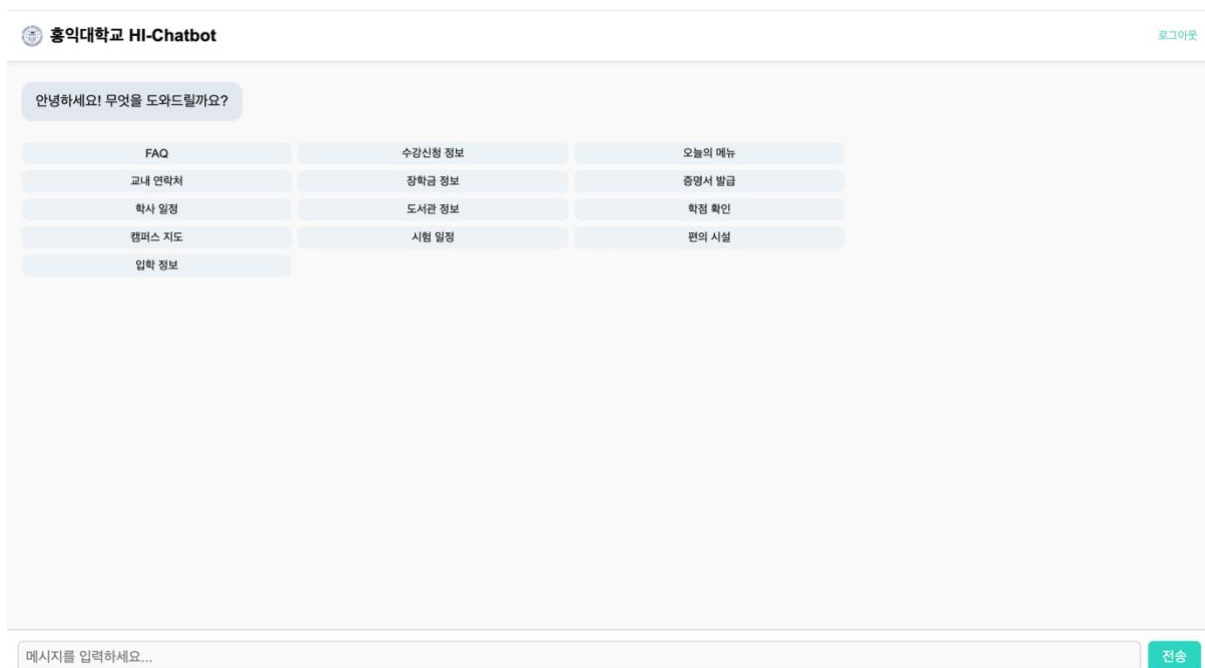 홍익대학교 HI-Chatbot
로그아웃
안녕하세요! 무엇을 도와드릴까요?
FAQ 수강신청 정보 오늘의 메뉴
교내 연락처 장학금 정보 증명서 발급
학사 일정 도서관 정보 학점 확인
캠퍼스 지도 시험 일정 편의 시설
입학 정보
메시지를 입력하세요... 전송